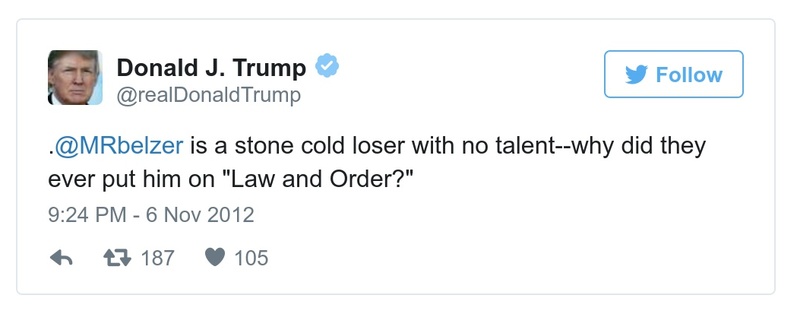 Donald J. Trump
@realDonaldTrump
Follow
.@MRbelzer is a stone cold loser with no talent--why did they
ever put him on "Law and Order?"
9:24 PM - 6 Nov 2012
187 105